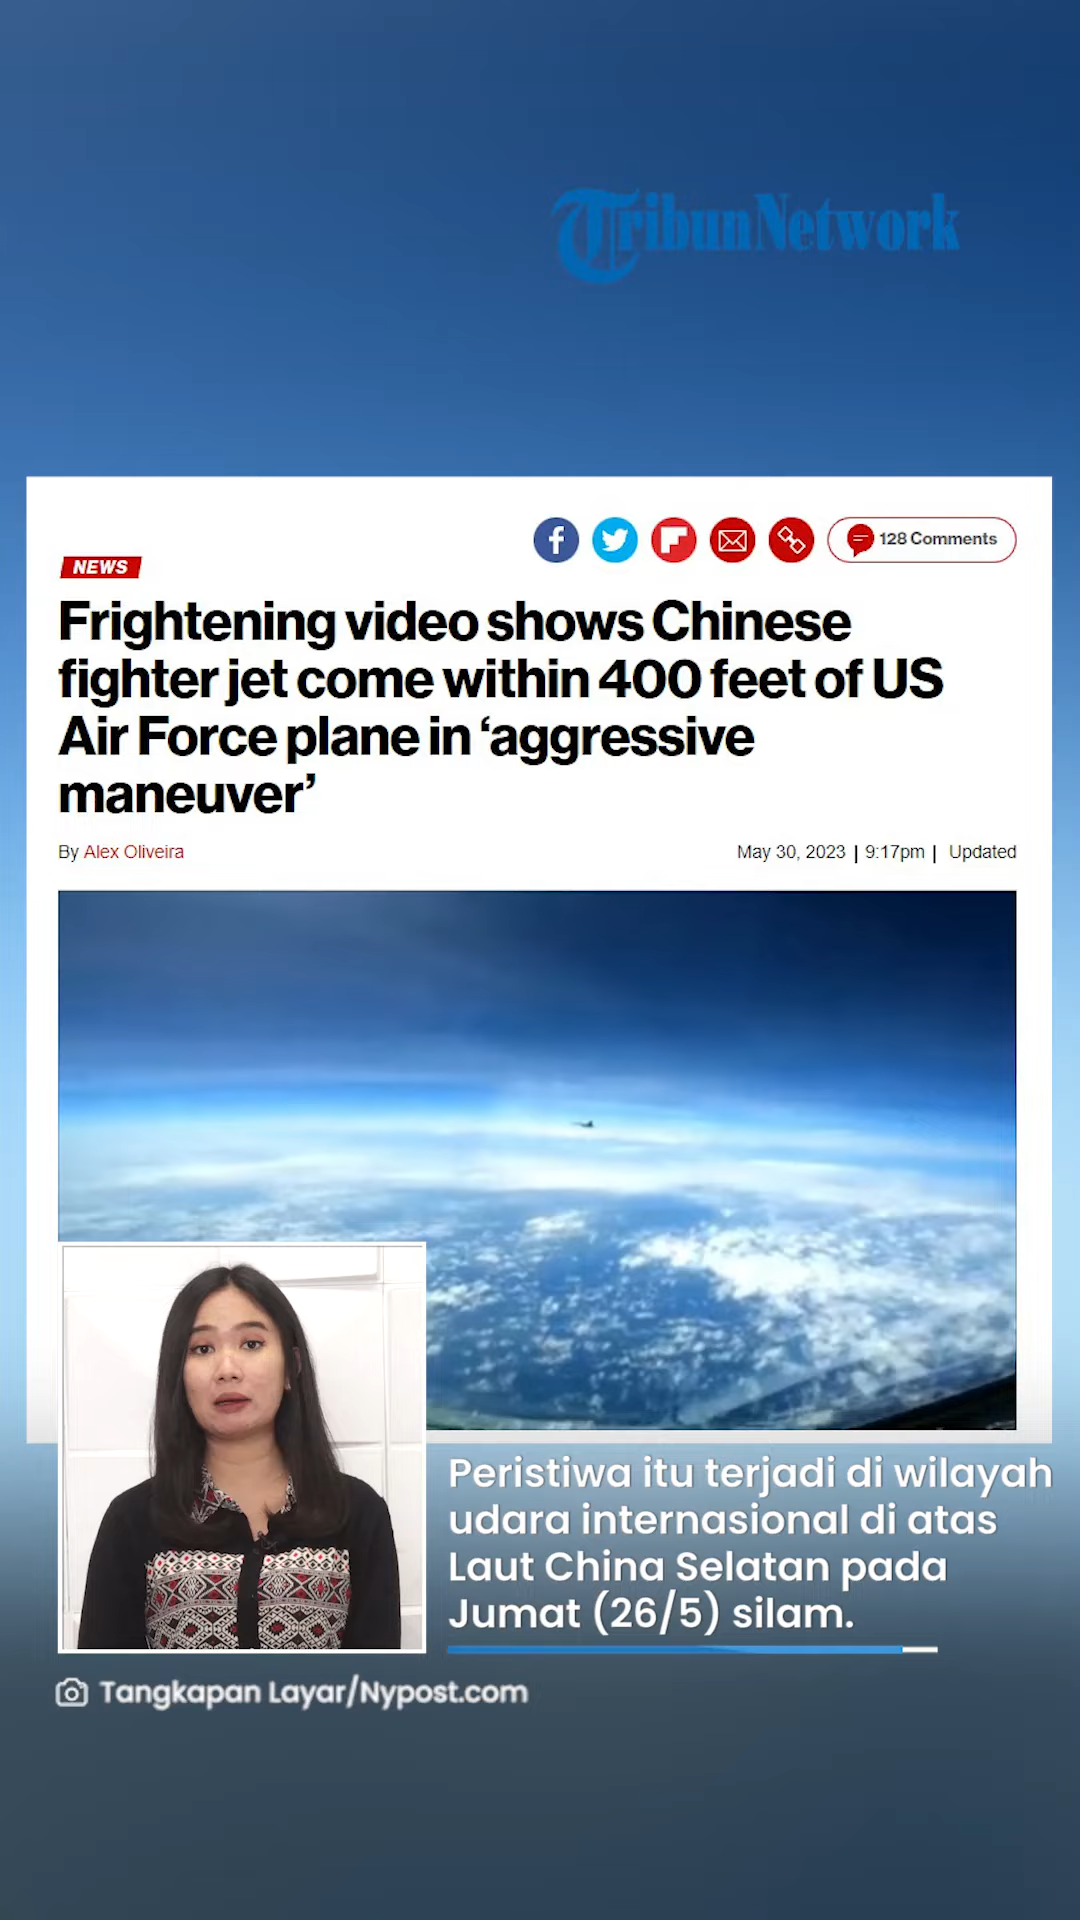 TribunNetwork
128 Comments
NEWS
Frightening video shows Chinese
fighter jet come within 400 feet of US
Air Force plane in ‘aggressive
maneuver’
By Alex Oliveira
May 30, 2023 | 9:17pm | Updated
Peristiwa itu terjadi di wilayah
udara internasional di atas
Laut China Selatan pada
Jumat (26/5) silam.
Tangkapan Layar/Nypost.com